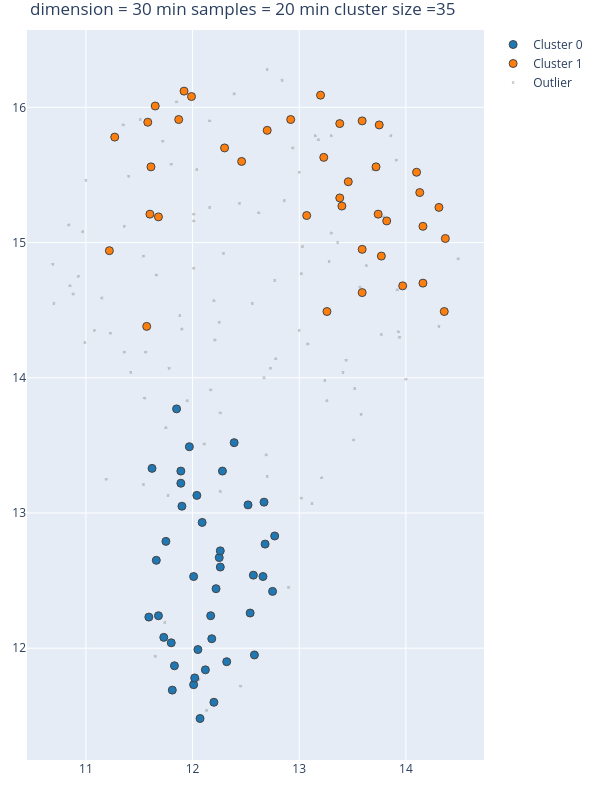 dimension = 30 min samples = 20 min cluster size =35
Cluster 0
Cluster 1
Outlier
16
15
14
13
12
11 12 13 14